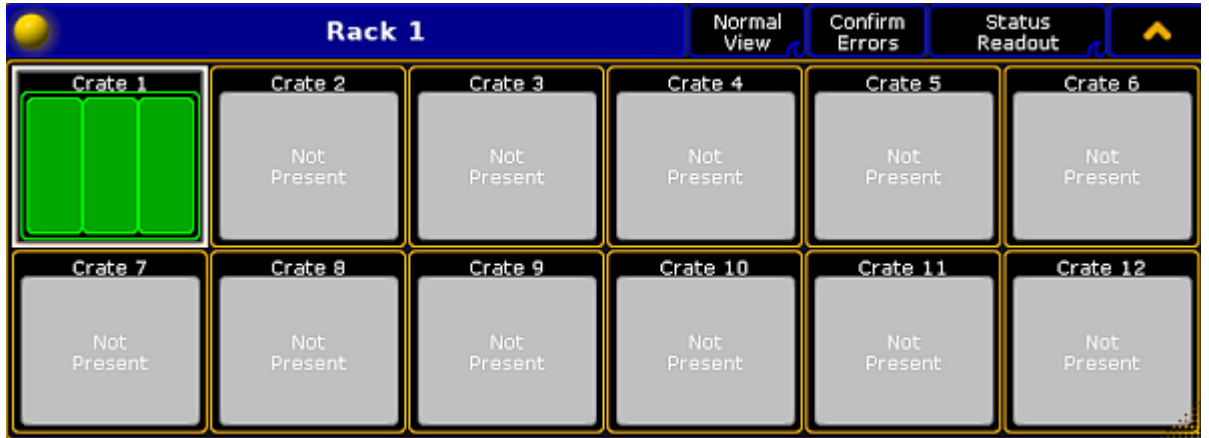 Rack 1
Normal
View
Confirm
Errors
Status
Readout
Crate 1
Crate 2
Not
Present
Crate 3
Not
Present
Crate 4
Not
Present
Crate 5
Not
Present
Crate 6
Not
Present
Crate 7
Not
Present
Crate 8
Not
Present
Crate 9
Not
Present
Crate 10
Not
Present
Crate 11
Not
Present
Crate 12
Not
Present